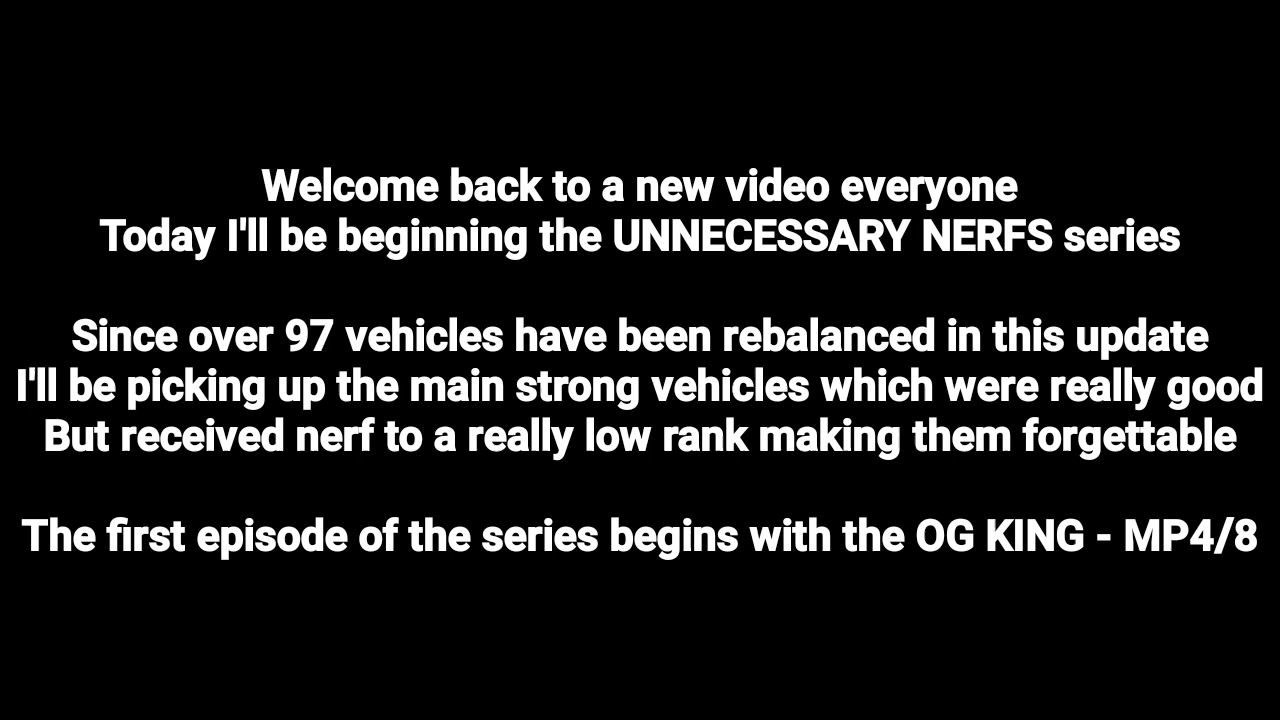 Welcome back to a new video everyone
Today I'll be beginning the UNNECESSARY NERFS series
Since over 97 vehicles have been rebalanced in this update
I'll be picking up the main strong vehicles which were really good
But received nerf to a really low rank making them forgettable
The first episode of the series begins with the OG KING - MP4/8